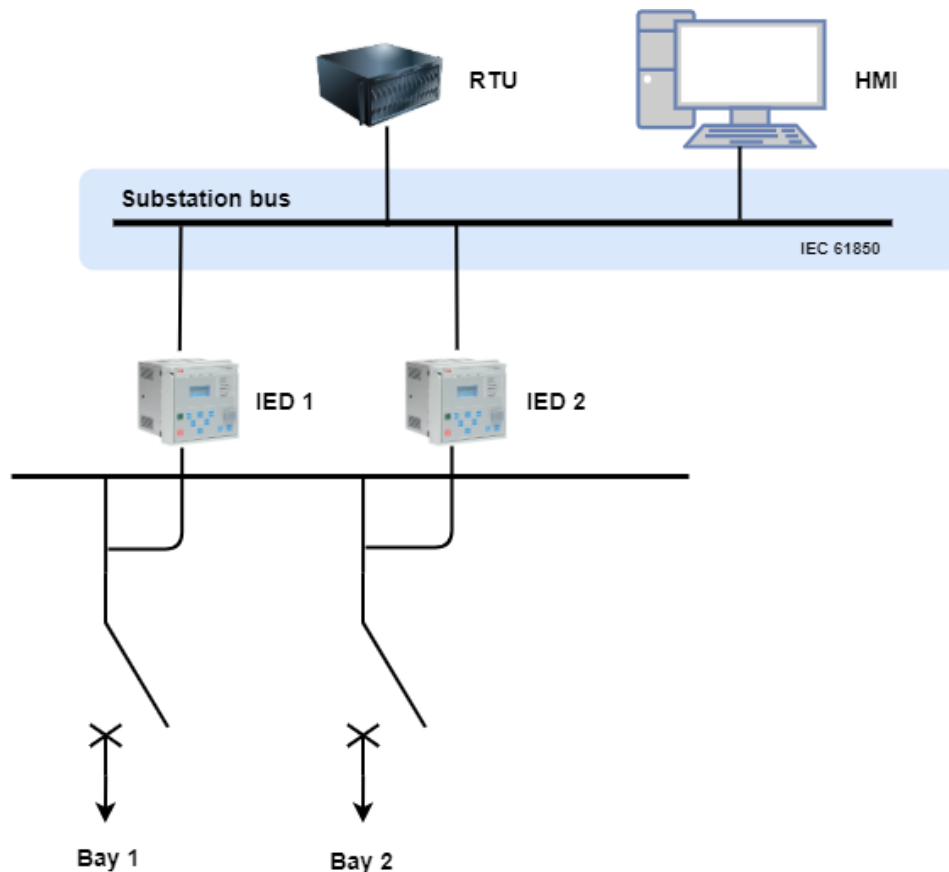 RTU
HMI
Substation bus
IEC 61850
IED 1
IED 2
Bay 1
Bay 2